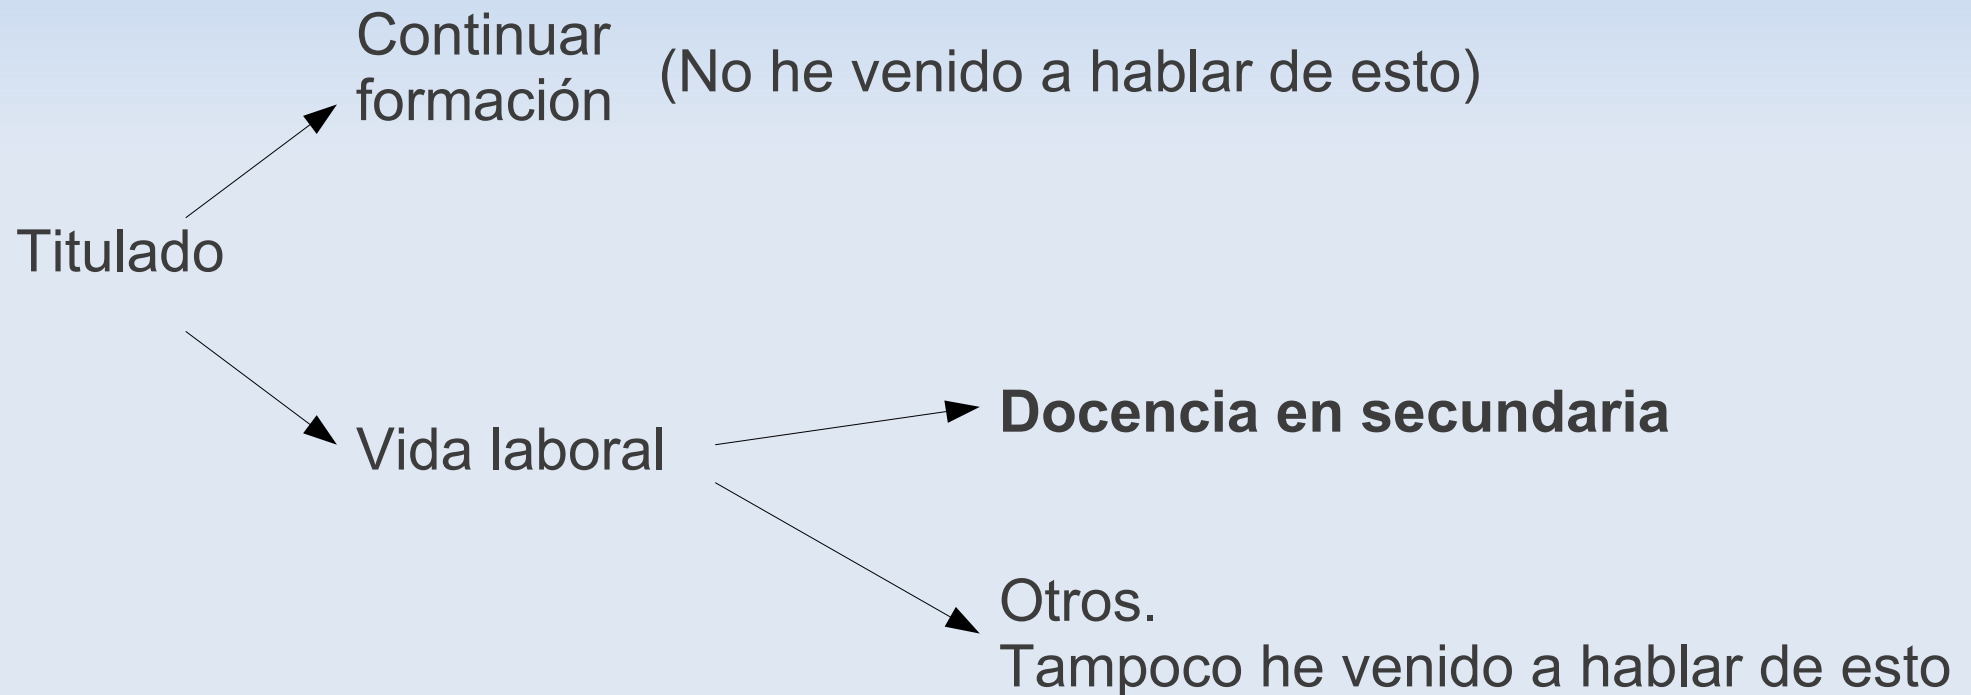 Continuar
formación
(No he venido a hablar de esto)
Titulado
Vida laboral
Docencia en secundaria
Otros.
Tampoco he venido a hablar de esto